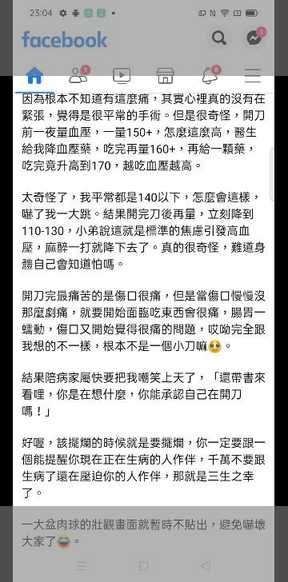 23:04
facebook
因為根本不知道有這麼痛，其實心裡真的沒有在
緊張，覺得是很平常的手術。但是很奇怪，開刀
前一夜量血壓，一量150+，怎麼這麼高，醫生
給我降血壓藥，吃完再量160+，再給一顆藥，
吃完竟升高到170，越吃血壓越高。
太奇怪了，我平常都是140以下，怎麼會這樣，
嚇了我一大跳。結果開完刀後再量，立刻降到
110-130，小弟說這就是標準的焦慮引發高血
壓，麻醉一打就降下去了。真的很奇怪，難道身
體自己會知道怕嗎。
開刀完最痛苦的是傷口很痛，但是當傷口慢慢沒
那麼劇痛，就要開始面臨吃東西會很痛，腸胃一
蠕動，傷口又開始覺得很痛的問題，哎呦完全跟
我想的不一樣，根本不是一個小刀嘛🥹。
結果陪病家屬快要把我嘲笑上天了，「還帶書來
看哩，你是在想什麼，你能承認自己在開刀
嗎！」
好喔，該擺爛的時候就是要擺爛，你一定要跟一
個能提醒你現在正在生病的人作伴，千萬不要跟
生病了還在壓迫你的人作伴，那就是三生之幸
了。
一大盆肉球的壯觀畫面就暫時不貼出，避免嚇壞
大家了😂。